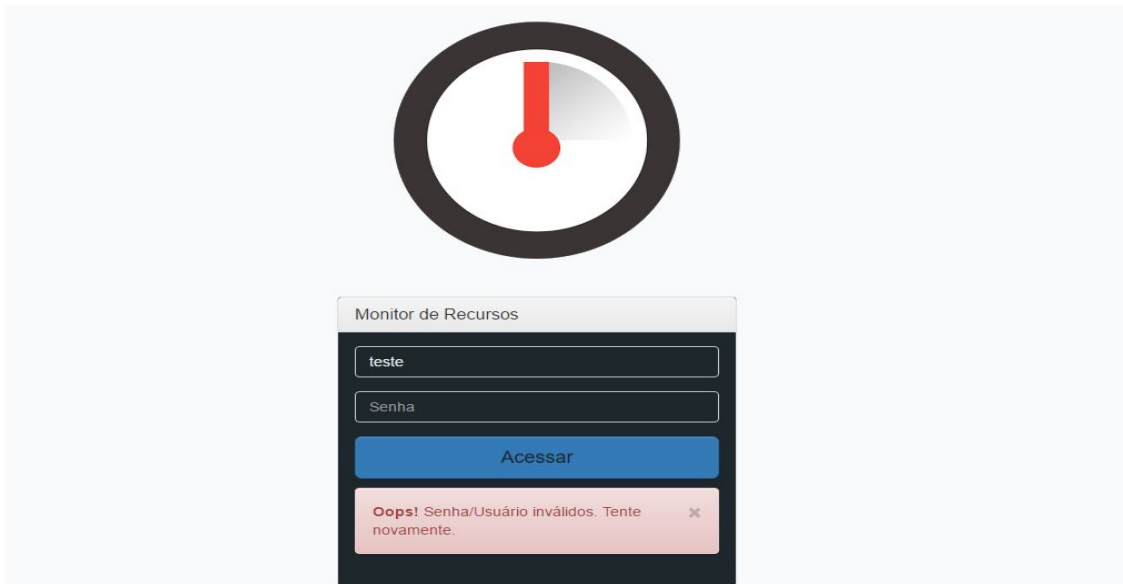 Monitor de Recursos
teste
Senha
Acessar
Oops! Senha/Usuário inválidos. Tente
novamente.